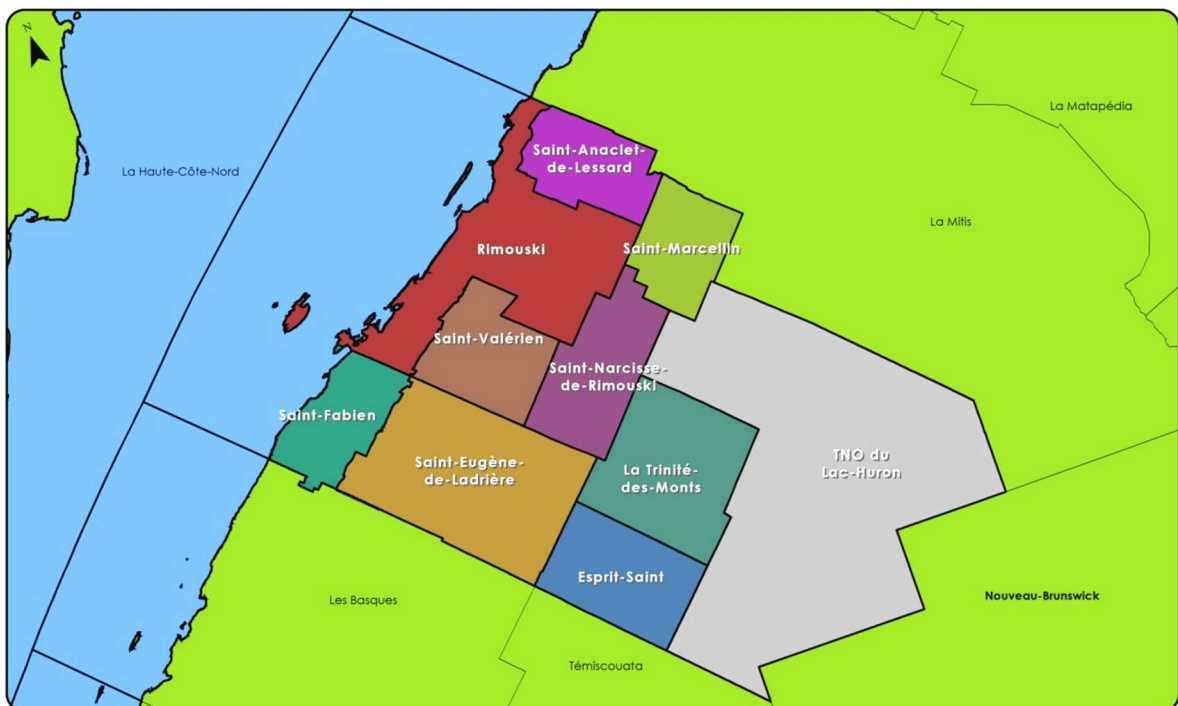 N
La Matapédia
Saint-Anaclet-
de-Lessard
La Haute-Côte-Nord
La Mitis
Rimouski
Saint-Marcellin
Saint-Valérien
Saint-Narcisse-
de-Rimouski
Saint-Fabien
TNO du
Lac-Huron
Saint-Eugène-
de-Ladrière
La Trinité-
des-Monts
Esprit-Saint
Nouveau-Brunswick
Les Basques
Témiscouata